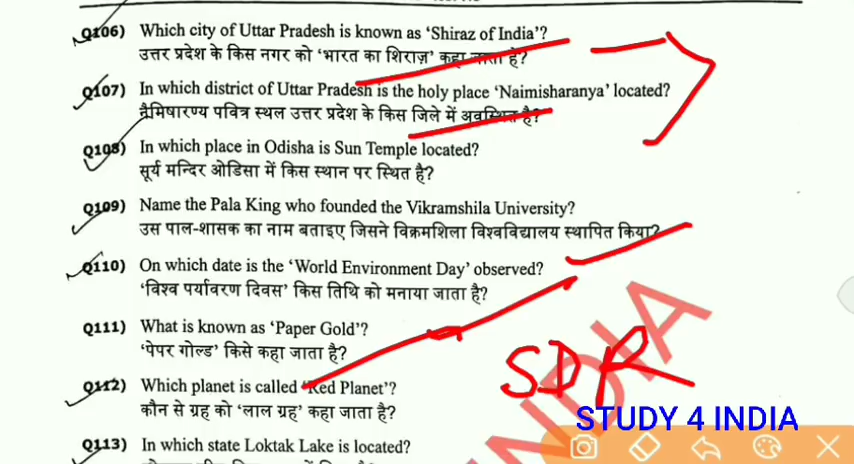 Q106) Which city of Uttar Pradesh is known as 'Shiraz of India'?
उत्तर प्रदेश के किस नगर को 'भारत का शिराज़' कहा जाता है?
Q107) In which district of Uttar Pradesh is the holy place 'Naimisharanya' located?
नैमिषारण्य पवित्र स्थल उत्तर प्रदेश के किस जिले में अवस्थित है?
Q108) In which place in Odisha is Sun Temple located?
सूर्य मन्दिर ओडिसा में किस स्थान पर स्थित है?
Q109) Name the Pala King who founded the Vikramshila University?
उस पाल-शासक का नाम बताइए जिसने विक्रमशिला विश्वविद्यालय स्थापित किया?
Q110) On which date is the 'World Environment Day' observed?
'विश्व पर्यावरण दिवस' किस तिथि को मनाया जाता है?
Q111) What is known as 'Paper Gold'?
'पेपर गोल्ड' किसे कहा जाता है?
SDR
Q112) Which planet is called 'Red Planet'?
कौन से ग्रह को 'लाल ग्रह' कहा जाता है?
STUDY 4 INDIA
Q113) In which state Loktak Lake is located?
INDIA